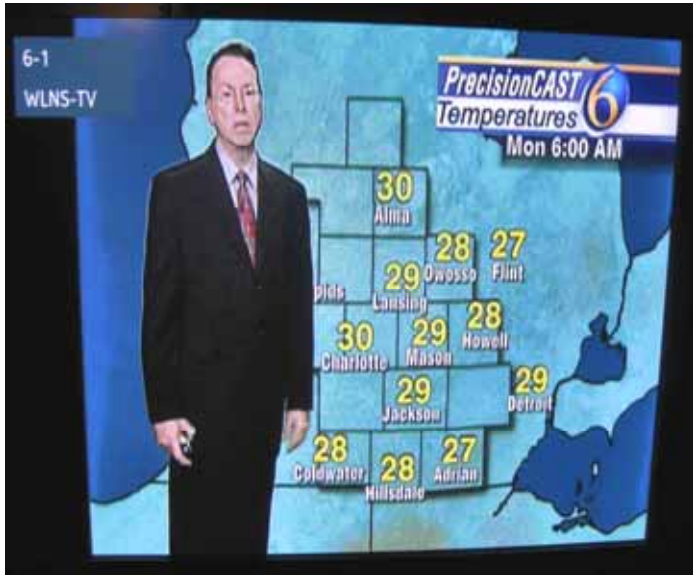 6-1
WLNS-TV
PrecisionCAST 6
Temperatures
Mon 6:00 AM
30
Alma
28
Owosso
27
Flint
pids
29
Lansing
28
Howell
30
Charlotte
29
Mason
29
Jackson
29
Detroit
28
Coldwater
28
Hillsdale
27
Adrian